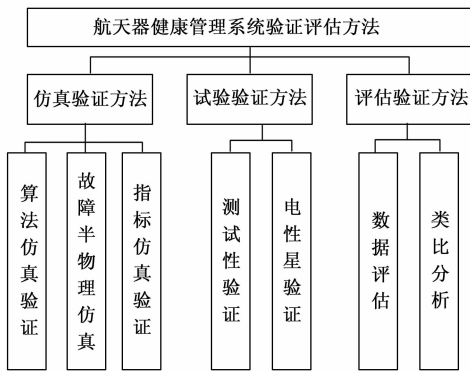 航天器健康管理系统验证评估方法
仿真验证方法
试验验证方法
评估验证方法
算法仿真验证
故障半物理仿真
指标仿真验证
测试性验证
电性星验证
数据评估
类比分析